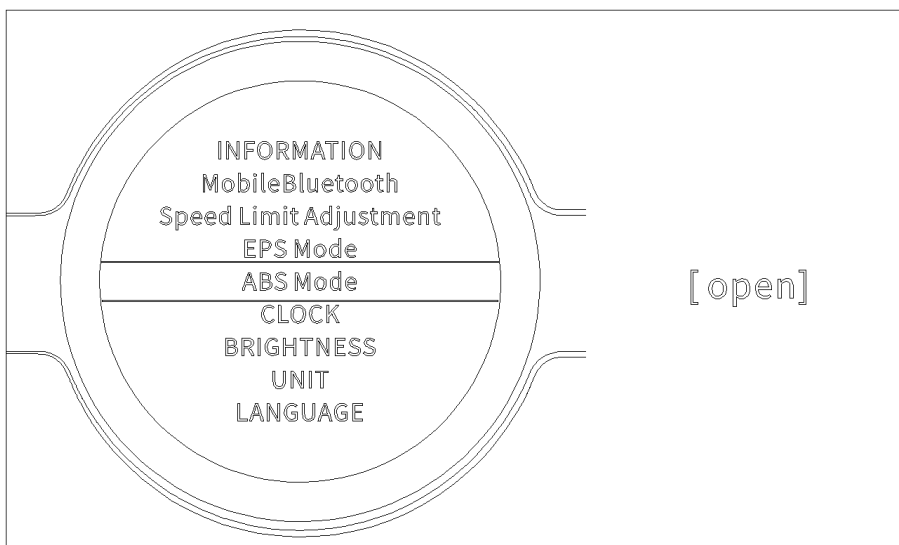 INFORMATION
MobileBluetooth
Speed Limit Adjustment
EPS Mode
ABS Mode
CLOCK
BRIGHTNESS
UNIT
LANGUAGE
[open]